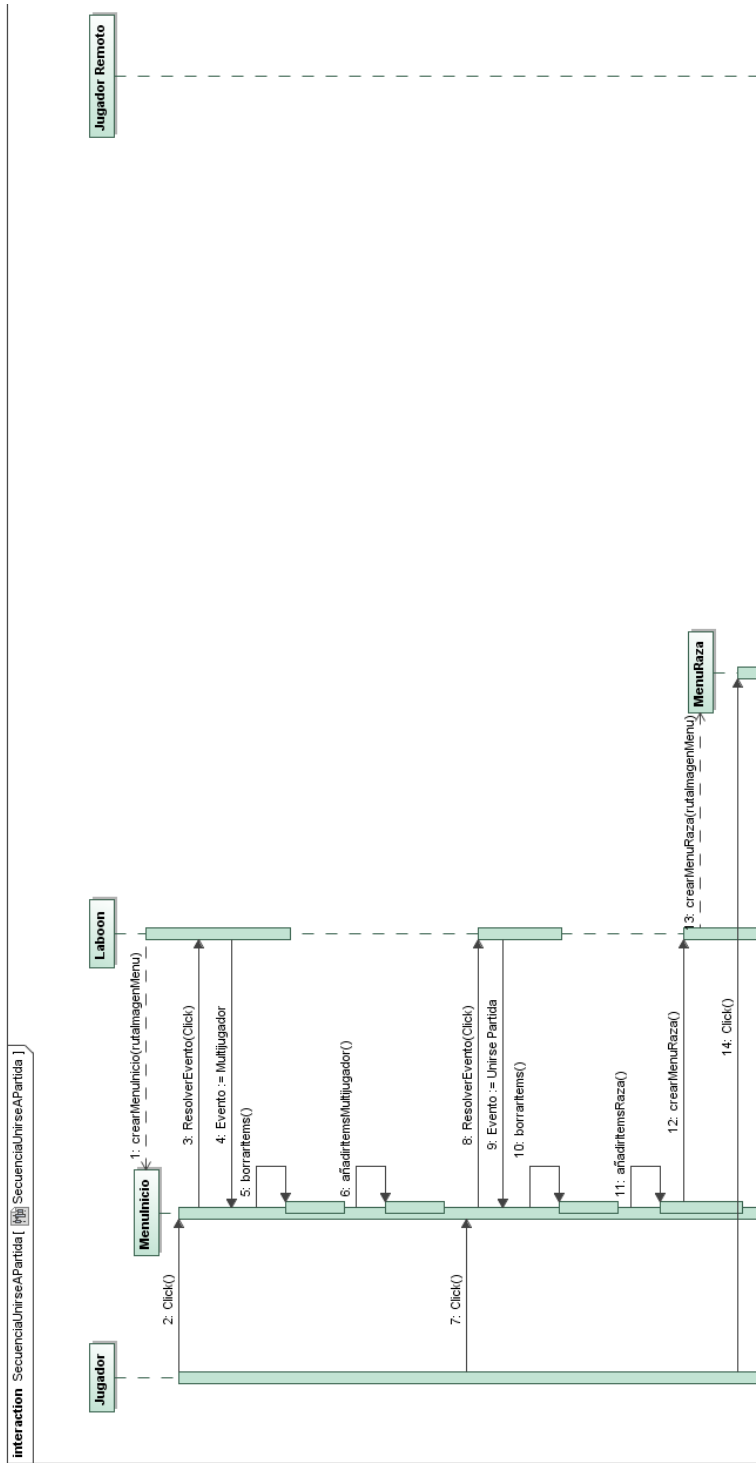 interaction SecuenciaUnirseAPartida [ SecuenciaUnirseAPartida ]
Jugador
MenuInicio
Laboon
Jugador Remoto
1: crearMenuInicio(rutaImagenMenu)
2: Click()
3: ResolverEvento(Click)
4: Evento := Multijugador
5: borrarItems()
6: añadirItemsMultijugador()
7: Click()
8: ResolverEvento(Click)
9: Evento := Unirse Partida
10: borrarItems()
11: añadirItemsRaza()
12: crearMenuRaza()
13: crearMenuRaza(rutaImagenMenu)
MenuRaza
14: Click()